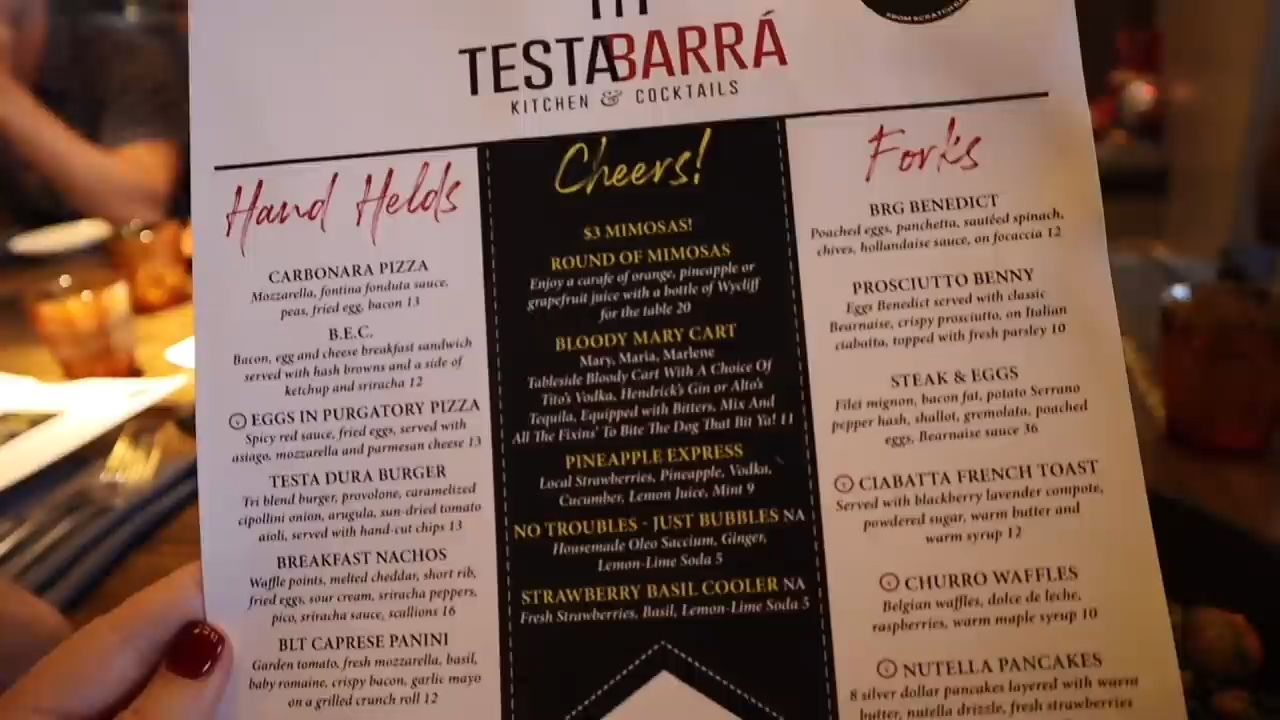 TESTABARRÁ
KITCHEN & COCKTAILS
Hand Helds
CARBONARA PIZZA
Mozzarella, fontina fonduta sauce,
peas, fried egg, bacon 13
B.E.C.
Bacon, egg and cheese breakfast sandwich
served with hash browns and a side of
ketchup and sriracha 12
EGGS IN PURGATORY PIZZA
Spicy red sauce, fried eggs, served with
asiago, mozzarella and parmesan cheese 13
TESTA DURA BURGER
Tri blend burger, provolone, caramelized
cipollini onion, arugula, sun-dried tomato
aioli, served with hand-cut chips 13
BREAKFAST NACHOS
Waffle points, melted cheddar, short rib,
fried eggs, sour cream, sriracha peppers,
pico, sriracha sauce, scallions 16
BLT CAPRESE PANINI
Garden tomato, fresh mozzarella, basil,
baby romaine, crispy bacon, garlic mayo
on a grilled crunch roll 12
Cheers!
$3 MIMOSAS!
ROUND OF MIMOSAS
Enjoy a carafe of orange, pineapple or
grapefruit juice with a bottle of Wycliff
for the table 20
BLOODY MARY CART
Mary, Maria, Marlene
Tableside Bloody Cart With A Choice Of
Tito's Vodka, Hendrick's Gin or Alto's
Tequila, Equipped with Bitters, Mix And
All The Fixins' To Bite The Dog That Bit Ya! 11
PINEAPPLE EXPRESS
Local Strawberries, Pineapple, Vodka,
Cucumber, Lemon Juice, Mint 9
NO TROUBLES - JUST BUBBLES NA
Housemade Oleo Saccium, Ginger,
Lemon-Lime Soda 5
STRAWBERRY BASIL COOLER NA
Fresh Strawberries, Basil, Lemon-Lime Soda 5
Forks
BRG BENEDICT
Poached eggs, panchetta, sautéed spinach,
chives, hollandaise sauce, on focaccia 12
PROSCIUTTO BENNY
Eggs Benedict served with classic
Bearnaise, crispy prosciutto, on Italian
ciabatta, topped with fresh parsley 10
STEAK & EGGS
Filet mignon, bacon fat, potato Serrano
pepper hash, shallot, gremolata, poached
eggs, Bearnaise sauce 36
CIABATTA FRENCH TOAST
Served with blackberry lavender compote,
powdered sugar, warm butter and
warm syrup 12
CHURRO WAFFLES
Belgian waffles, dolce de leche,
raspberries, warm maple syrup 10
NUTELLA PANCAKES
8 silver dollar pancakes layered with warm
butter, nutella drizzle, fresh strawberries